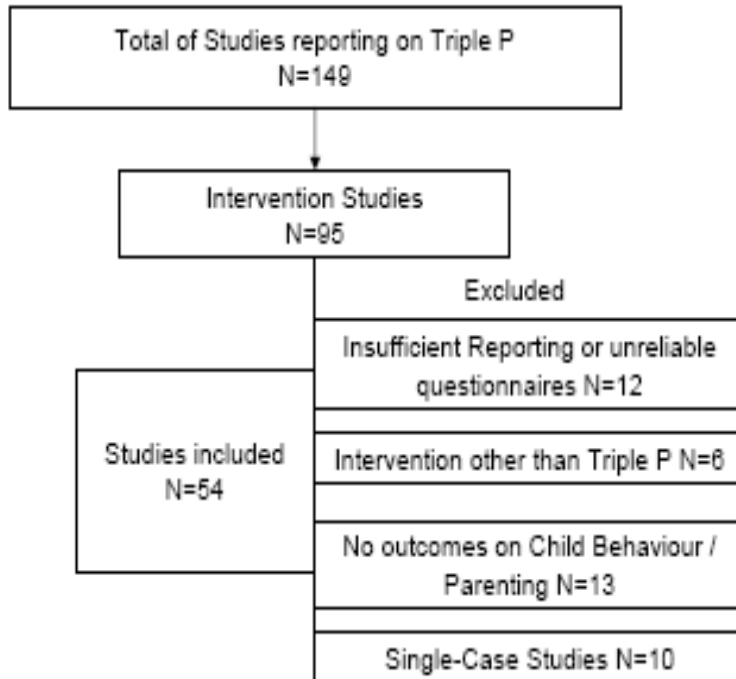 Total of Studies reporting on Triple P
N=149
Intervention Studies
N=95
Excluded
Insufficient Reporting or unreliable
questionnaires N=12
Studies included
N=54
Intervention other than Triple P N=6
No outcomes on Child Behaviour /
Parenting N=13
Single-Case Studies N=10